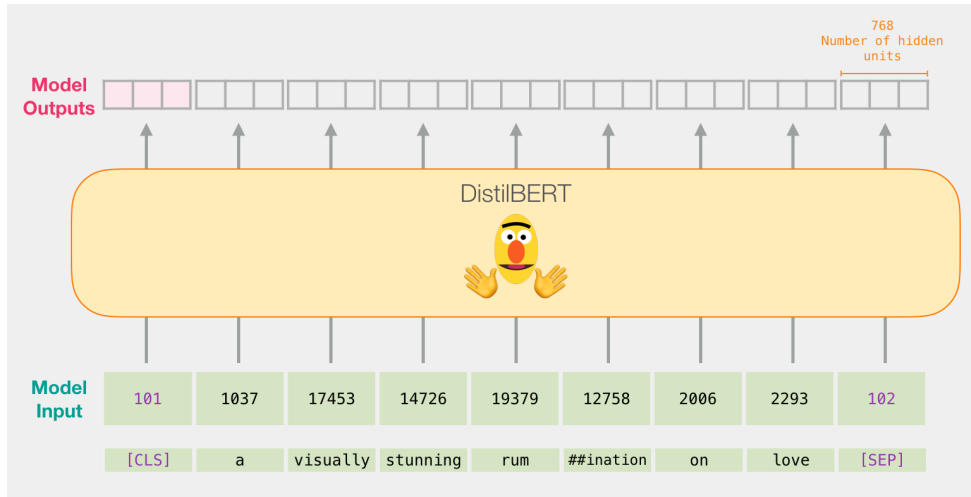 768
Number of hidden
units
Model
Outputs
DistilBERT
Model
Input
101 1037 17453 14726 19379 12758 2006 2293 102
[CLS] a visually stunning rum ##ination on love [SEP]